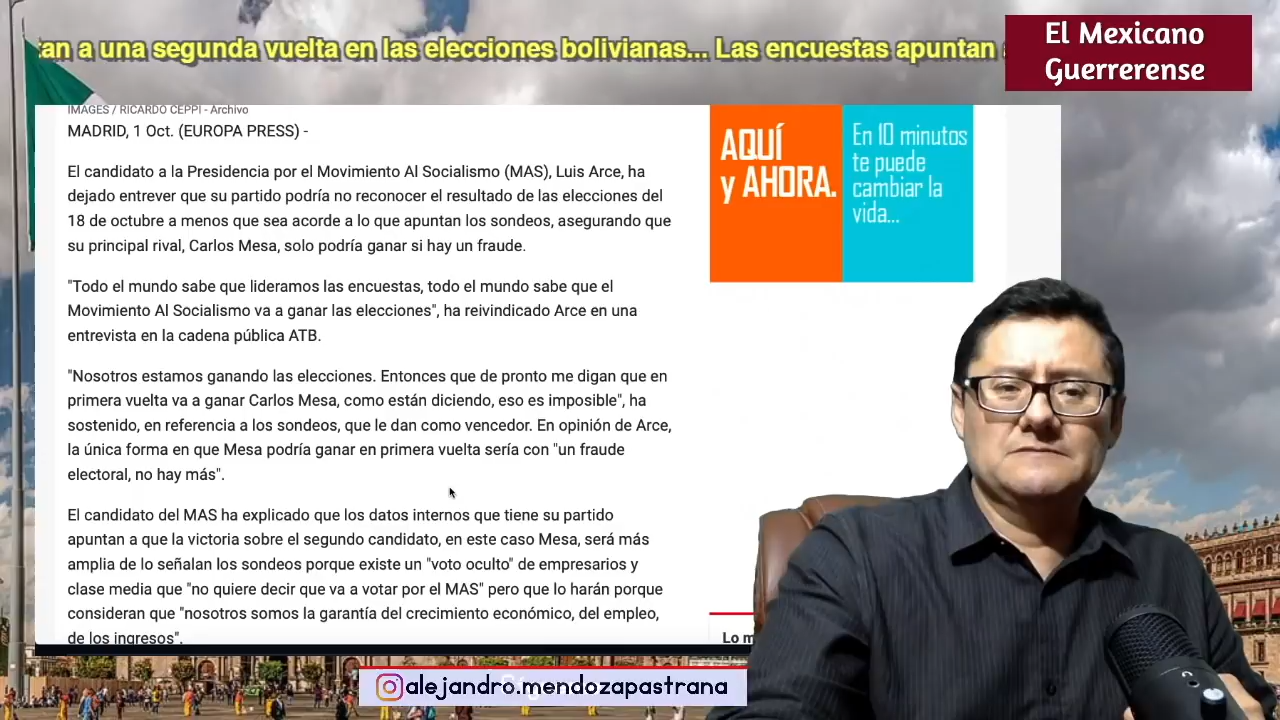 tan a una segunda vuelta en las elecciones bolivianas... Las encuestas apuntan
El Mexicano
Guerrerense
IMAGES / RICARDO CEPPI - Archivo
MADRID, 1 Oct. (EUROPA PRESS) -
El candidato a la Presidencia por el Movimiento Al Socialismo (MAS), Luis Arce, ha
dejado entrever que su partido podría no reconocer el resultado de las elecciones del
18 de octubre a menos que sea acorde a lo que apuntan los sondeos, asegurando que
su principal rival, Carlos Mesa, solo podría ganar si hay un fraude.
"Todo el mundo sabe que lideramos las encuestas, todo el mundo sabe que el
Movimiento Al Socialismo va a ganar las elecciones", ha reivindicado Arce en una
entrevista en la cadena pública ATB.
"Nosotros estamos ganando las elecciones. Entonces que de pronto me digan que en
primera vuelta va a ganar Carlos Mesa, como están diciendo, eso es imposible", ha
sostenido, en referencia a los sondeos, que le dan como vencedor. En opinión de Arce,
la única forma en que Mesa podría ganar en primera vuelta sería con "un fraude
electoral, no hay más".
El candidato del MAS ha explicado que los datos internos que tiene su partido
apuntan a que la victoria sobre el segundo candidato, en este caso Mesa, será más
amplia de lo señalan los sondeos porque existe un "voto oculto" de empresarios y
clase media que "no quiere decir que va a votar por el MAS" pero que lo harán porque
consideran que "nosotros somos la garantía del crecimiento económico, del empleo,
de los ingresos".
AQUÍ
y AHORA.
En 10 minutos
te puede
cambiar la
vida...
Lo m
alejandro.mendozapastrana